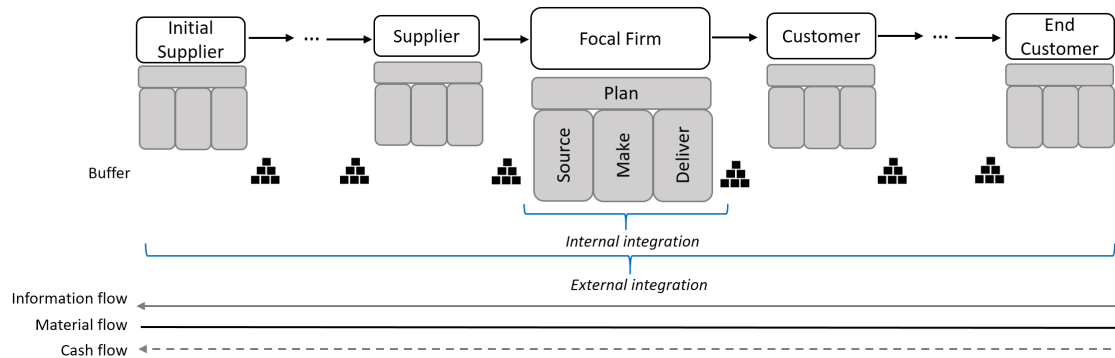 Initial
Supplier
...
Supplier
Focal Firm
Customer
...
End
Customer
Plan
Source
Make
Deliver
Buffer
Internal integration
External integration
Information flow
Material flow
Cash flow